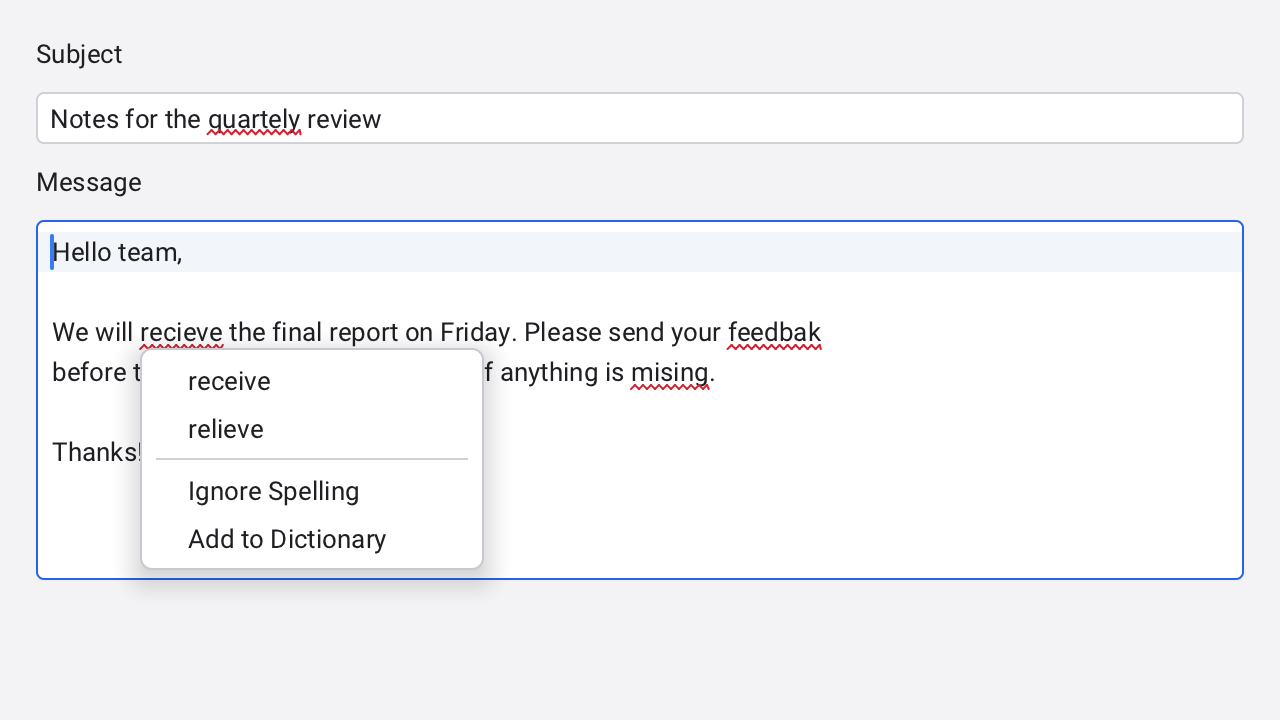 Subject
Notes for the quartely review
Message
Hello team,
We will recieve the final report on Friday. Please send your feedbak
before anything is mising.
Thanks!
receive
relieve
Ignore Spelling
Add to Dictionary